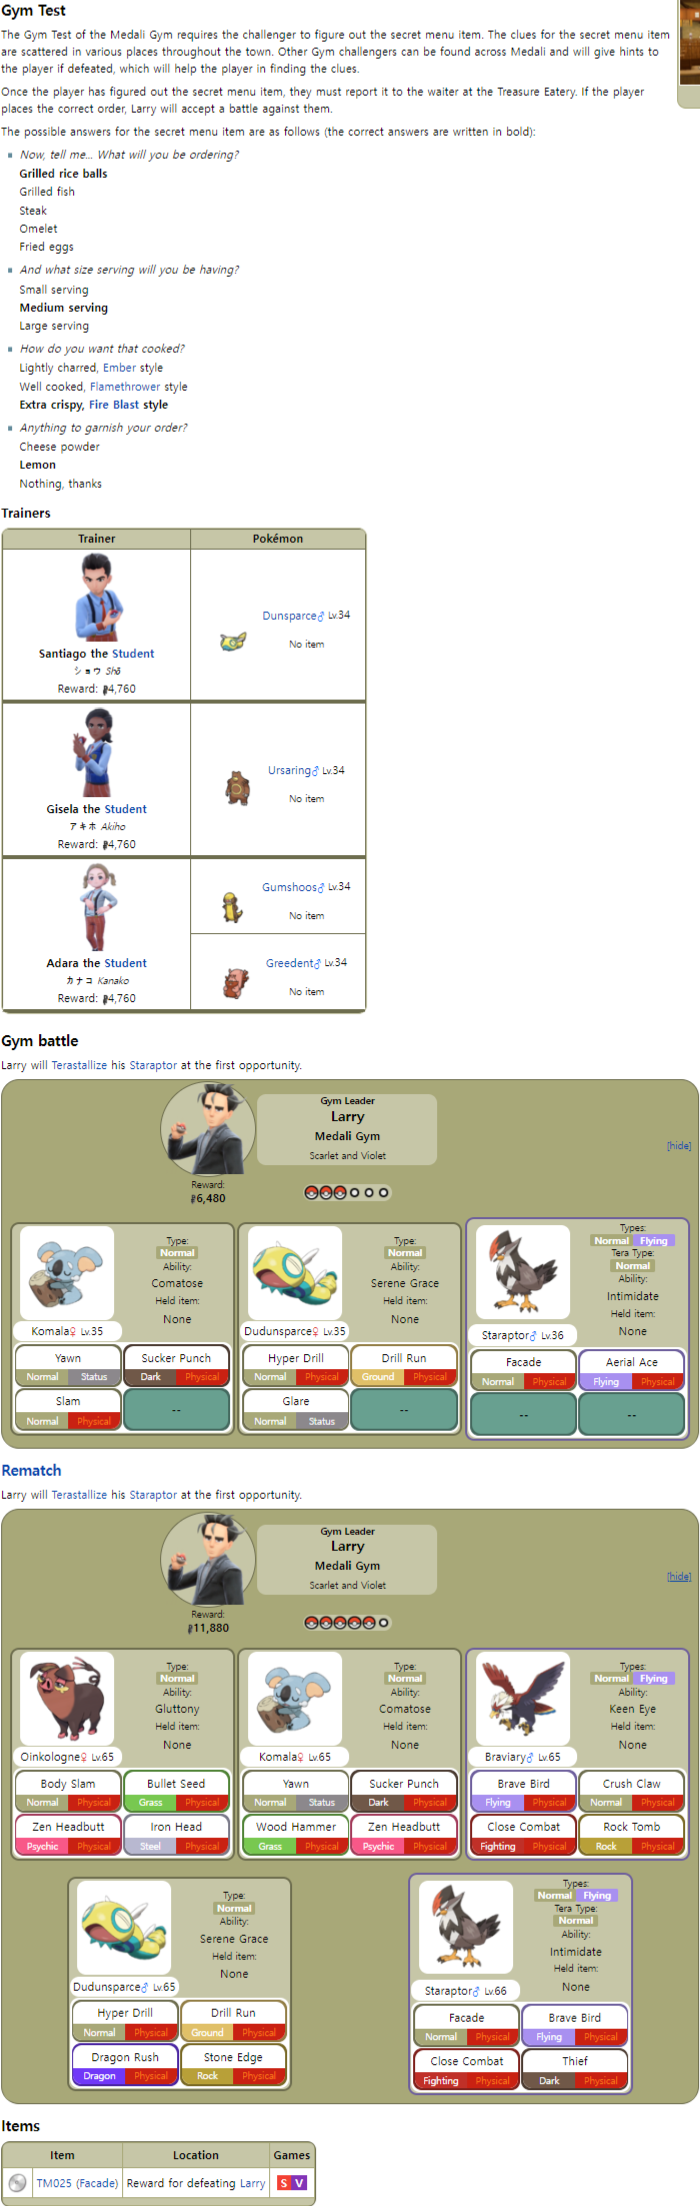 Gym Test
The Gym Test of the Medali Gym requires the challenger to figure out the secret menu item. The clues for the secret menu item
are scattered in various places throughout the town. Other Gym challengers can be found across Medali and will give hints to
the player if defeated, which will help the player in finding the clues.
Once the player has figured out the secret menu item, they must report it to the waiter at the Treasure Eatery. If the player
places the correct order, Larry will accept a battle against them.
The possible answers for the secret menu item are as follows (the correct answers are written in bold):
Now, tell me... What will you be ordering?
Grilled rice balls
Grilled fish
Steak
Omelet
Fried eggs
And what size serving will you be having?
Small serving
Medium serving
Large serving
How do you want that cooked?
Lightly charred, Ember style
Well cooked, Flamethrower style
Extra crispy, Fire Blast style
Anything to garnish your order?
Cheese powder
Lemon
Nothing, thanks
Trainers
Trainer Pokémon
Dunsparce♂ Lv.34
No item
Santiago the Student
ショウ Shō
Reward: 4,760
Ursaring♂ Lv.34
No item
Gisela the Student
アキホ Akiho
Reward: 4,760
Gumshoos♂ Lv.34
No item
Adara the Student
カナコ Kanako
Reward: 4,760
Greedent♂ Lv.34
No item
Gym battle
Larry will Terastallize his Staraptor at the first opportunity.
Gym Leader
Larry
Medali Gym
Scarlet and Violet
[hide]
Reward:
6,480
Type:
Normal
Ability:
Comatose
Held item:
None
Komala♀ Lv.35
Yawn Sucker Punch
Normal Status Dark Physical
Slam --
Normal Physical
Type:
Normal
Ability:
Serene Grace
Held item:
None
Dudunsparce♀ Lv.35
Hyper Drill Drill Run
Normal Physical Ground Physical
Glare --
Normal Status
Types:
Normal Flying
Tera Type:
Normal
Ability:
Intimidate
Held item:
None
Staraptor♂ Lv.36
Facade Aerial Ace
Normal Physical Flying Physical
-- --
Rematch
Larry will Terastallize his Staraptor at the first opportunity.
Gym Leader
Larry
Medali Gym
Scarlet and Violet
[hide]
Reward:
11,880
Type:
Normal
Ability:
Gluttony
Held item:
None
Oinkologne♀ Lv.65
Body Slam Bullet Seed
Normal Physical Grass Physical
Zen Headbutt Iron Head
Psychic Physical Steel Physical
Type:
Normal
Ability:
Comatose
Held item:
None
Komala♀ Lv.65
Yawn Sucker Punch
Normal Status Dark Physical
Wood Hammer Zen Headbutt
Grass Physical Psychic Physical
Types:
Normal Flying
Ability:
Keen Eye
Held item:
None
Braviary♂ Lv.65
Brave Bird Crush Claw
Flying Physical Normal Physical
Close Combat Rock Tomb
Fighting Physical Rock Physical
Type:
Normal
Ability:
Serene Grace
Held item:
None
Dudunsparce♂ Lv.65
Hyper Drill Drill Run
Normal Physical Ground Physical
Dragon Rush Stone Edge
Dragon Physical Rock Physical
Types:
Normal Flying
Tera Type:
Normal
Ability:
Intimidate
Held item:
None
Staraptor♂ Lv.66
Facade Brave Bird
Normal Physical Flying Physical
Close Combat Thief
Fighting Physical Dark Physical
Items
Item Location Games
TM025 (Facade) Reward for defeating Larry S V